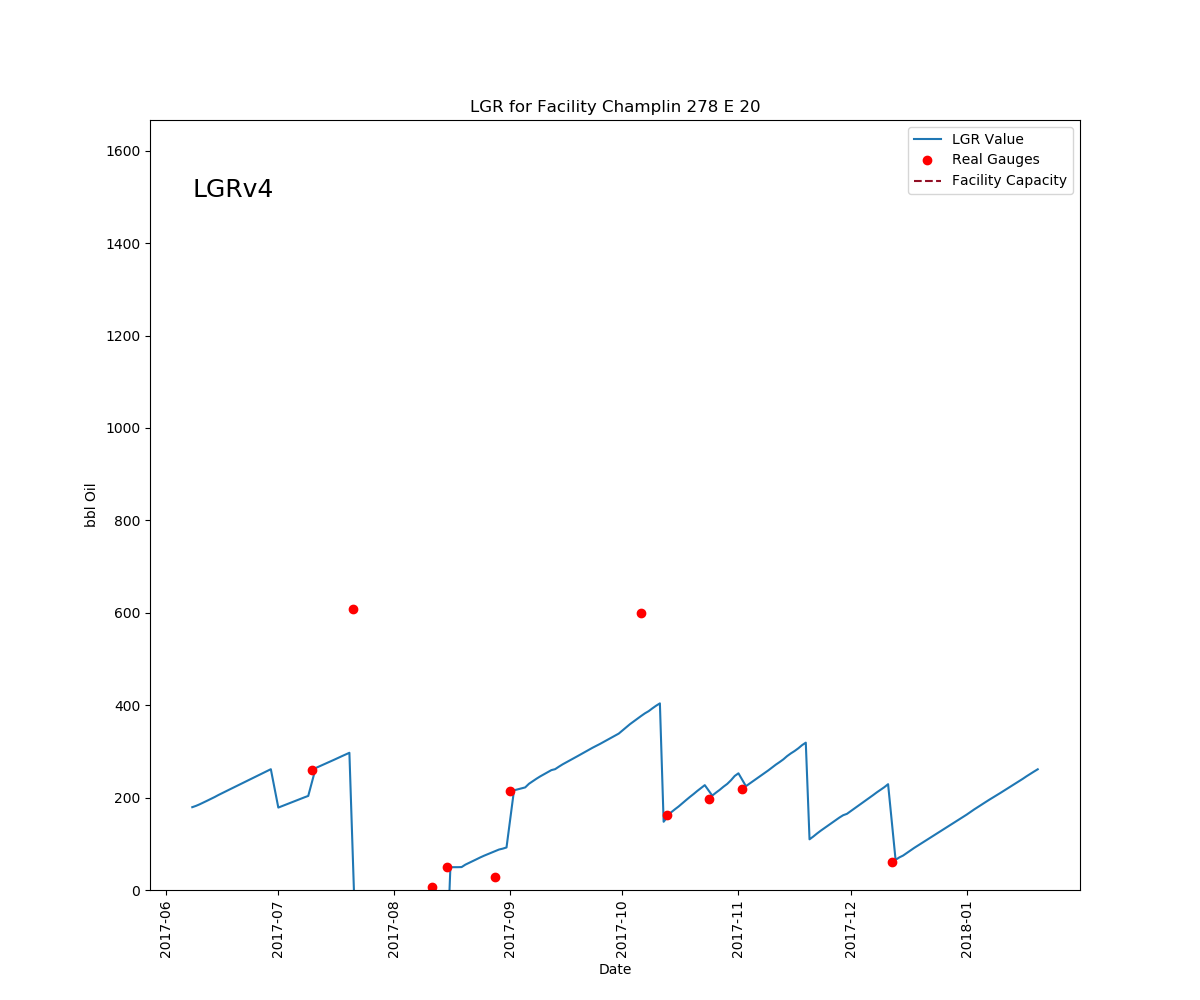 LGR for Facility Champlin 278 E 20
LGR Value
Real Gauges
Facility Capacity
LGRv4
1600
1400
1200
1000
800
600
400
200
0
bbl Oil
2017-06
2017-07
2017-08
2017-09
2017-10
2017-11
2017-12
2018-01
Date